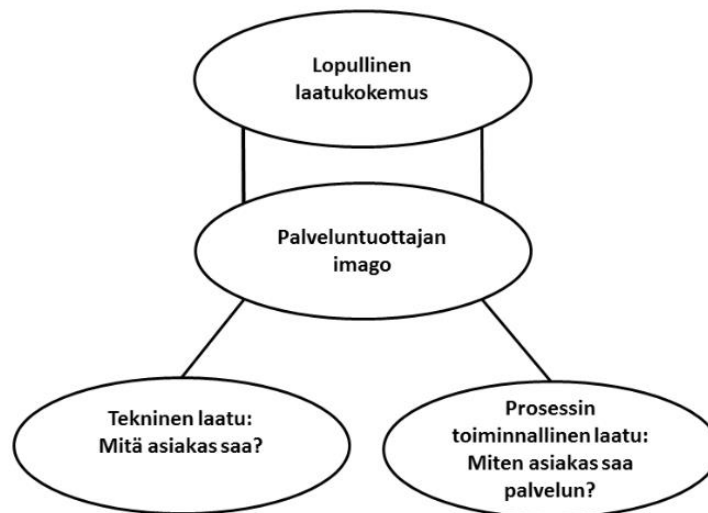 Lopullinen
laatukokemus
Palveluntuottajan
imago
Tekninen laatu:
Mitä asiakas saa?
Prosessin
toiminnallinen laatu:
Miten asiakas saa
palvelun?